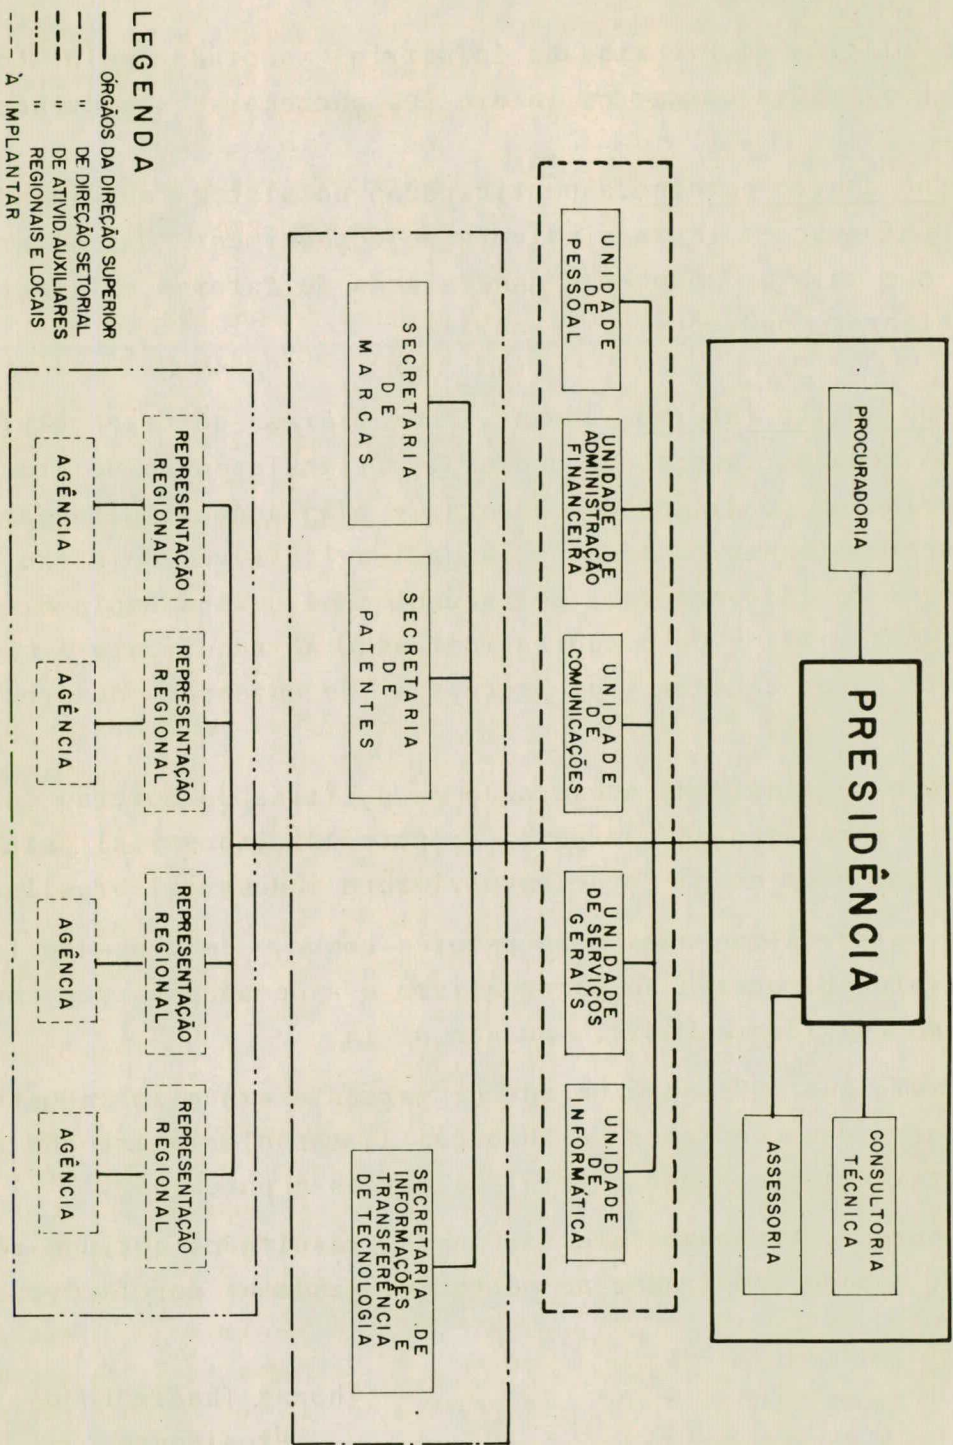 PROCURADORIA
PRESIDÊNCIA
CONSULTORIA
TÉCNICA
ASSESSORIA
UNIDADE
DE
PESSOAL
UNIDADE DE
ADMINISTRAÇÃO
FINANCEIRA
UNIDADE
DE
COMUNICAÇÕES
UNIDADE
DE SERVIÇOS
GERAIS
UNIDADE
DE
INFORMÁTICA
SECRETARIA
DE
MARCAS
SECRETARIA
DE
PATENTES
SECRETARIA DE
INFORMAÇÕES E
TRANSFERÊNCIA
DE TECNOLOGIA
REPRESENTAÇÃO
REGIONAL
REPRESENTAÇÃO
REGIONAL
REPRESENTAÇÃO
REGIONAL
REPRESENTAÇÃO
REGIONAL
AGÊNCIA
AGÊNCIA
AGÊNCIA
AGÊNCIA
LEGENDA
ÓRGÃOS DA DIREÇÃO SUPERIOR
" DE DIREÇÃO SETORIAL
" DE ATIVID. AUXILIARES
" REGIONAIS E LOCAIS
À IMPLANTAR